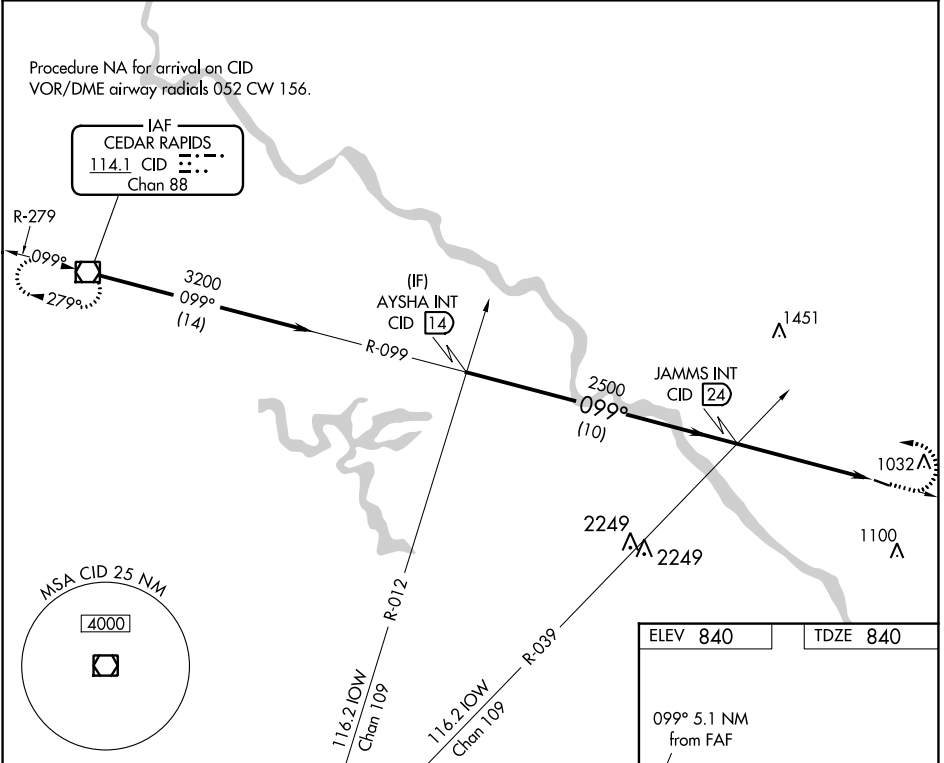 Procedure NA for arrival on CID
VOR/DME airway radials 052 CW 156.
IAF
CEDAR RAPIDS
114.1 CID
Chan 88
R-279
099°
279°
3200
099°
(14)
R-099
(IF)
AYSHA INT
CID 14
2500
099°
(10)
JAMMS INT
CID 24
1451
1032
2249
2249
1100
R-012
R-039
116.2 IOW
Chan 109
116.2 IOW
Chan 109
MSA CID 25 NM
4000
ELEV 840
TDZE 840
099° 5.1 NM
from FAF